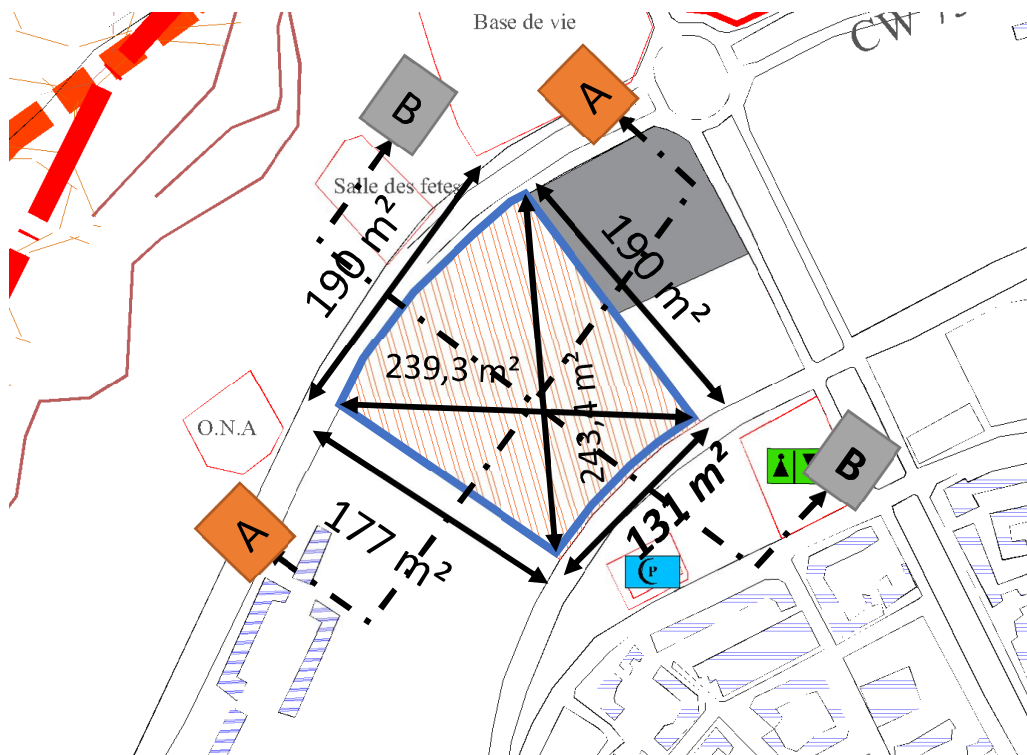 Base de vie
CW 73
B
A
Salle des fetes
190 m²
190 m²
239,3 m²
243,4 m²
O.N.A
B
131 m²
A
177 m²
P